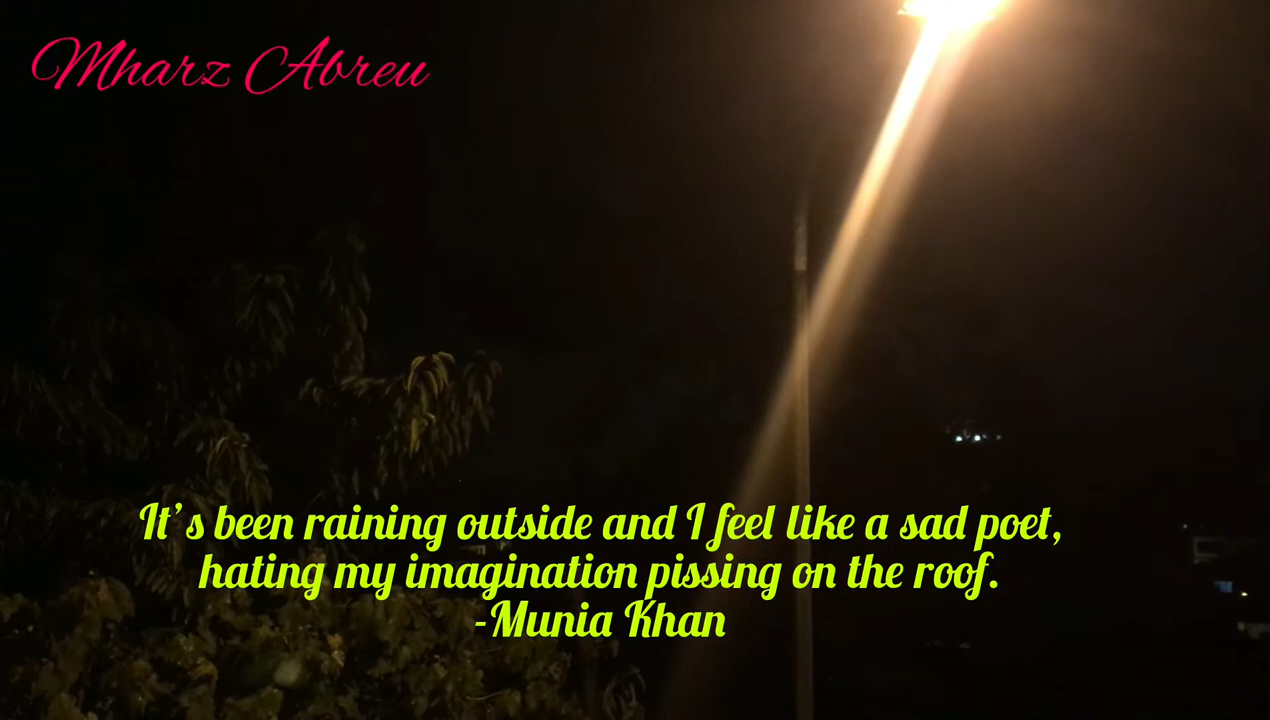 Mharz Abreu
It's been raining outside and I feel like a sad poet,
hating my imagination pissing on the roof.
-Munia Khan